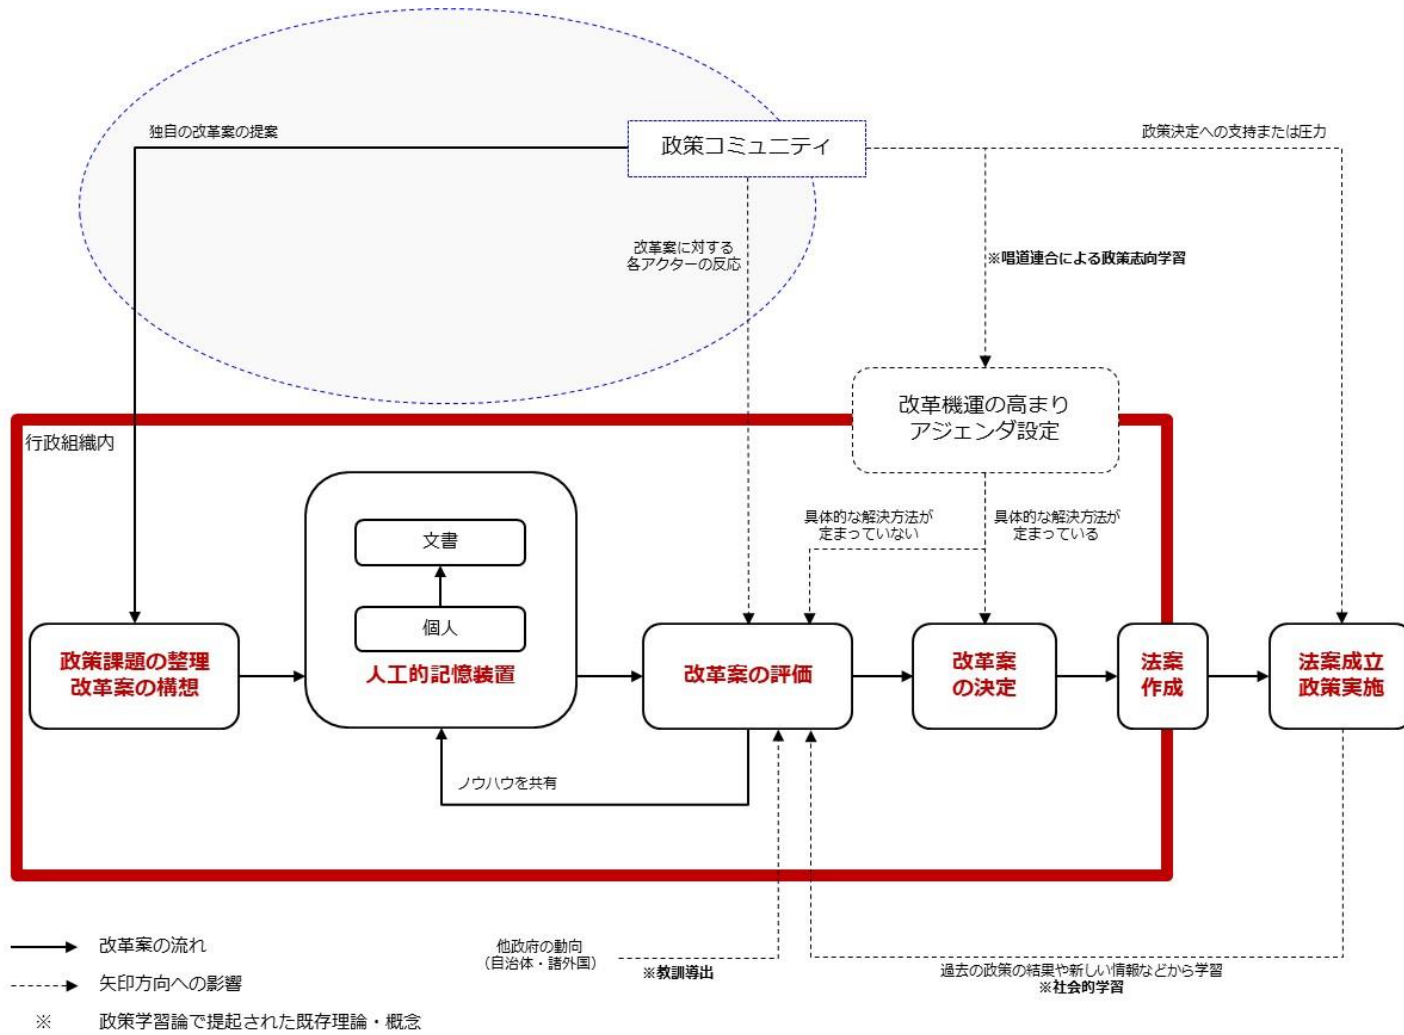 独自の改革案の提案
政策コミュニティ
政策決定への支持または圧力
改革案に対する
各アクターの反応
※唱道連合による政策志向学習
改革機運の高まり
アジェンダ設定
行政組織内
具体的な解決方法が
定まっていない
具体的な解決方法が
定まっている
文書
個人
人工的記憶装置
政策課題の整理
改革案の構想
改革案の評価
改革案
の決定
法案
作成
法案成立
政策実施
ノウハウを共有
他政府の動向
（自治体・諸外国）
※教訓導出
過去の政策の結果や新しい情報などから学習
※社会的学習
改革案の流れ
矢印方向への影響
※ 政策学習論で提起された既存理論・概念